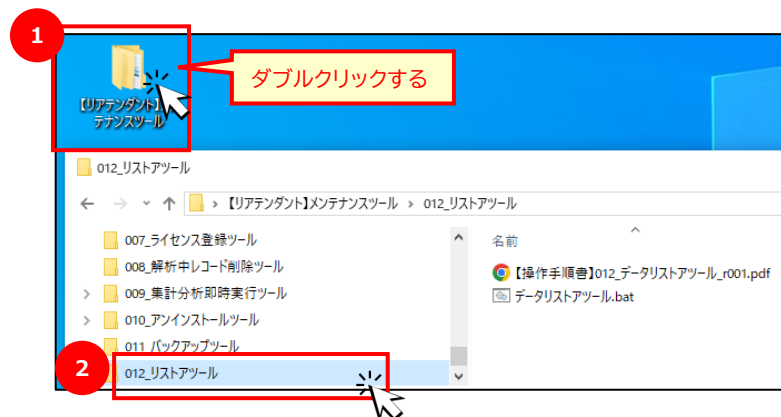 1
ダブルクリックする
【リアテンダント】
テナンスツール
012_リストアツール
【リアテンダント】メンテナンスツール › 012_リストアツール
007_ライセンス登録ツール
008_解析中レコード削除ツール
009_集計分析即時実行ツール
010_アンインストールツール
011_バックアップツール
2
012_リストアツール
名前
【操作手順書】012_データリストアツール_r001.pdf
データリストアツール.bat